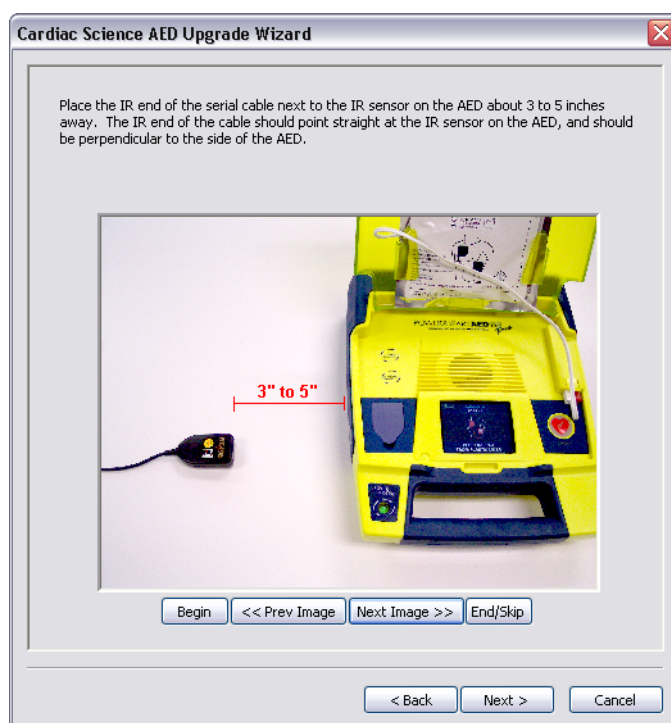 Cardiac Science AED Upgrade Wizard
Place the IR end of the serial cable next to the IR sensor on the AED about 3 to 5 inches
away. The IR end of the cable should point straight at the IR sensor on the AED, and should
be perpendicular to the side of the AED.
AED
3" to 5"
Begin
<< Prev Image
Next Image >>
End/Skip
< Back
Next >
Cancel